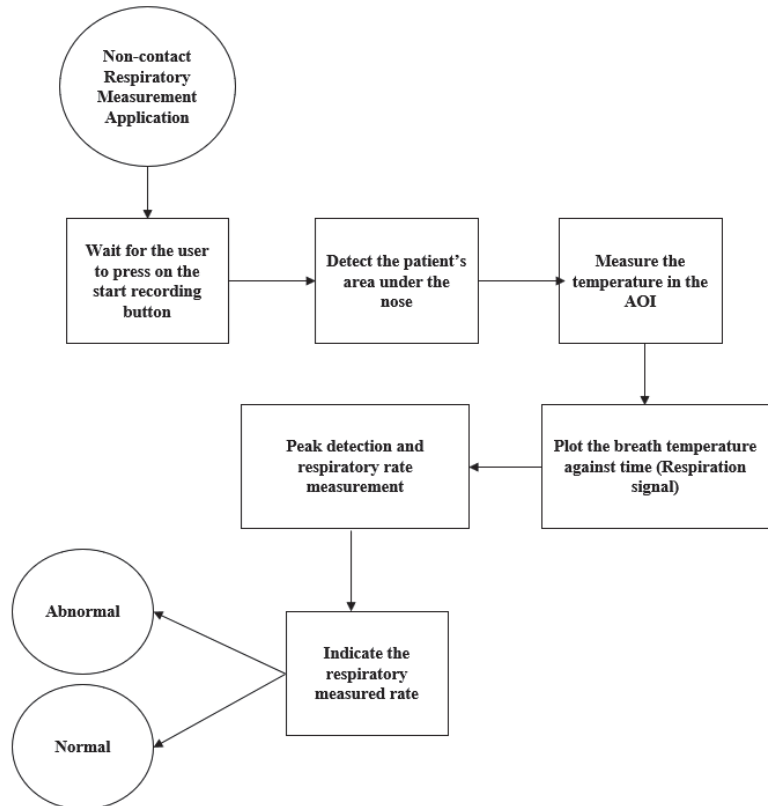 Non-contact
Respiratory
Measurement
Application
Wait for the user
to press on the
start recording
button
Detect the patient's
area under the
nose
Measure the
temperature in the
AOI
Plot the breath temperature
against time (Respiration
signal)
Peak detection and
respiratory rate
measurement
Indicate the
respiratory
measured rate
Abnormal
Normal